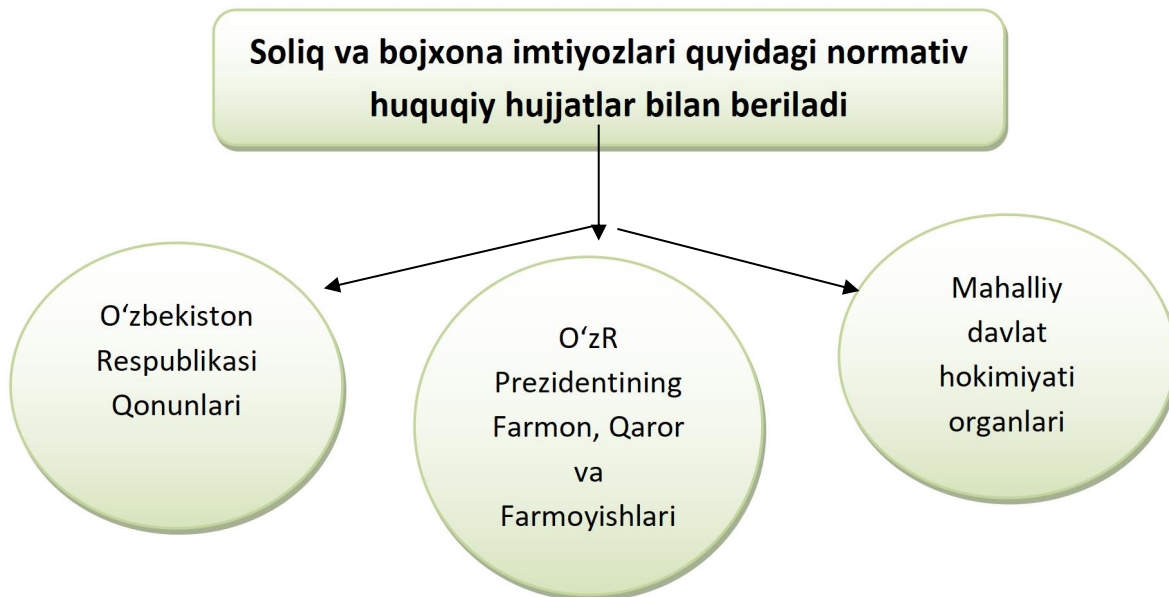 Soliq va bojxona imtiyozlari quyidagi normativ
huquqiy hujjatlar bilan beriladi
O‘zbekiston
Respublikasi
Qonunlari
O‘zR
Prezidentining
Farmon, Qaror
va
Farmoyishlari
Mahalliy
davlat
hokimiyati
organlari